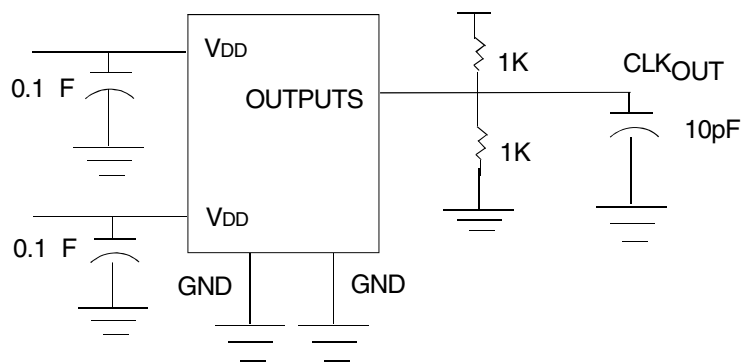 VDD
1K
CLKOUT
0.1 F
OUTPUTS
10pF
1K
VDD
0.1 F
GND
GND